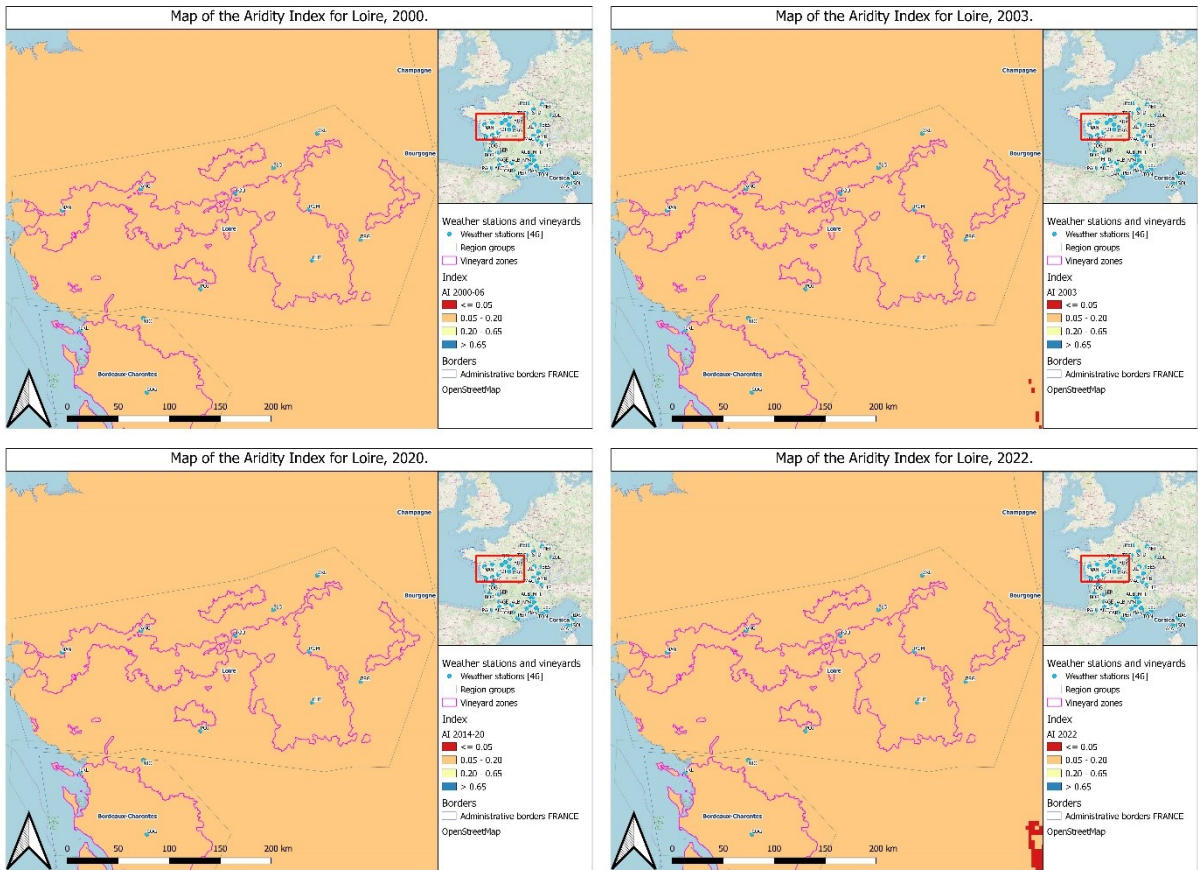 Map of the Aridity Index for Loire, 2000.
Champagne
Bourgogne
Loire
Bordeaux-Charentes
COG
0 50 100 150 200 km
Corsica
Weather stations and vineyards
Weather stations [46]
Region groups
Vineyard zones
Index
AI 2000-06
<= 0.05
0.05 - 0.20
0.20 - 0.65
> 0.65
Borders
Administrative borders FRANCE
OpenStreetMap
Map of the Aridity Index for Loire, 2003.
Champagne
Bourgogne
Loire
Bordeaux-Charentes
COG
0 50 100 150 200 km
Corsica
Weather stations and vineyards
Weather stations [46]
Region groups
Vineyard zones
Index
AI 2003
<= 0.05
0.05 - 0.20
0.20 - 0.65
> 0.65
Borders
Administrative borders FRANCE
OpenStreetMap
Map of the Aridity Index for Loire, 2020.
Champagne
Bourgogne
Loire
Bordeaux-Charentes
COG
0 50 100 150 200 km
Corsica
Weather stations and vineyards
Weather stations [46]
Region groups
Vineyard zones
Index
AI 2014-20
<= 0.05
0.05 - 0.20
0.20 - 0.65
> 0.65
Borders
Administrative borders FRANCE
OpenStreetMap
Map of the Aridity Index for Loire, 2022.
Champagne
Bourgogne
Loire
Bordeaux-Charentes
COG
0 50 100 150 200 km
Corsica
Weather stations and vineyards
Weather stations [46]
Region groups
Vineyard zones
Index
AI 2022
<= 0.05
0.05 - 0.20
0.20 - 0.65
> 0.65
Borders
Administrative borders FRANCE
OpenStreetMap